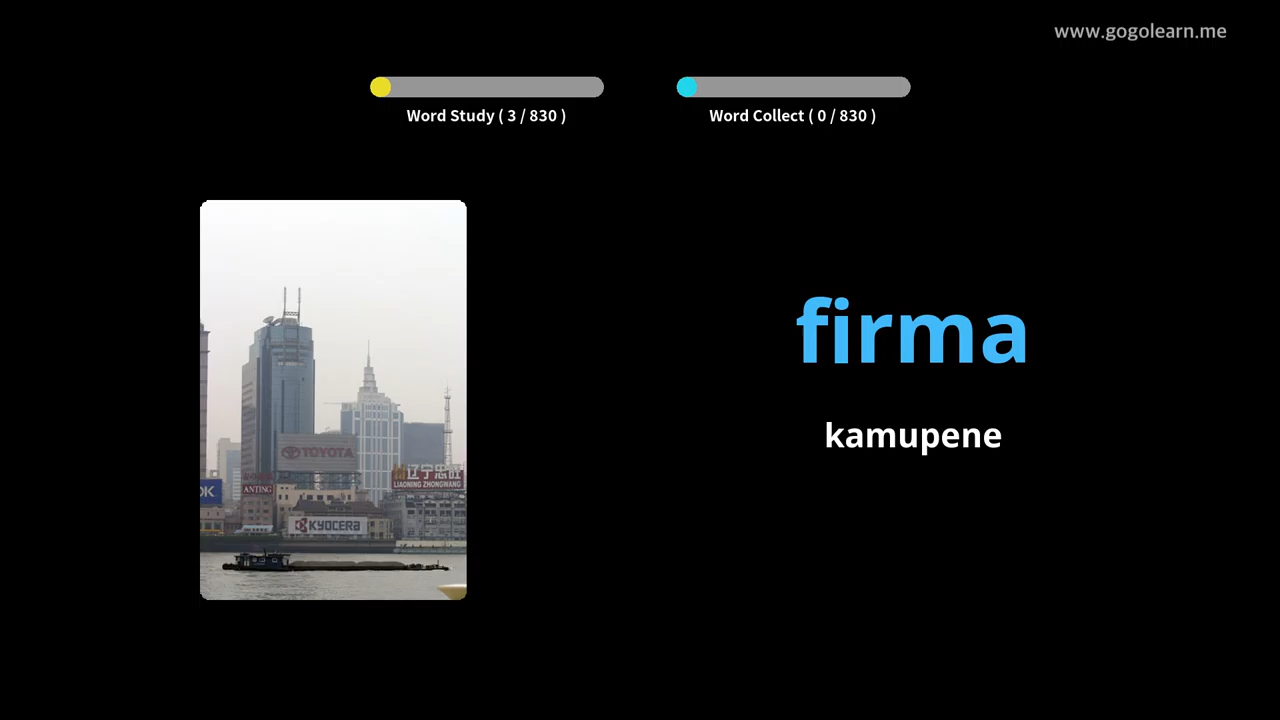 www.gogolearn.me
Word Study ( 3 / 830 )
Word Collect ( 0 / 830 )
firma
kamupene
TOYOTA
辽宁忠旺
LIAONING ZHONGWANG
ANTING
OK
KYOCERA